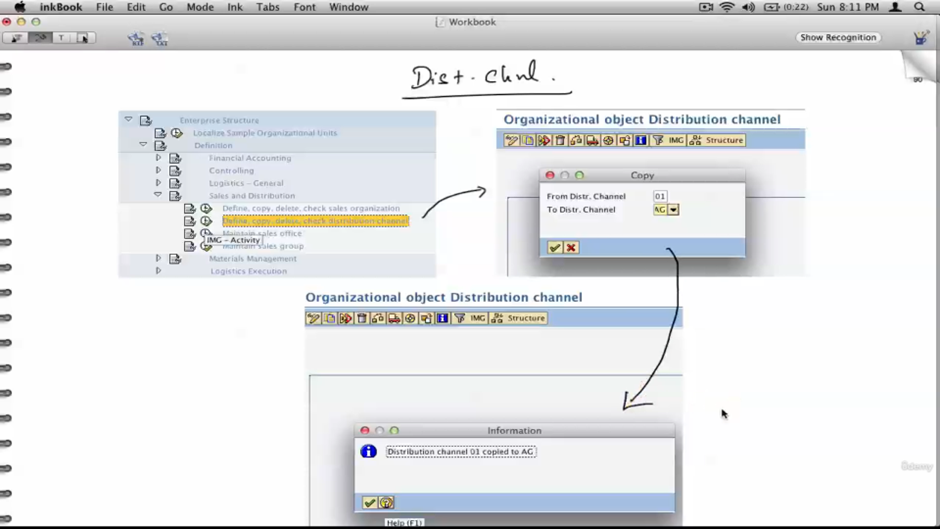 inkBook File Edit Go Mode Ink Tabs Font Window (0:22) Sun 8:11 PM
Workbook
T Show Recognition
Dist. Chnl.
Enterprise Structure
Localize Sample Organizational Units
Definition
Financial Accounting
Controlling
Logistics - General
Sales and Distribution
Define, copy, delete, check sales organization
Define, copy, delete, check distribution channel
Maintain sales office
IMG - Activity
Maintain sales group
Materials Management
Logistics Execution
Organizational object Distribution channel
IMG Structure
Copy
From Distr. Channel 01
To Distr. Channel AG
Organizational object Distribution channel
IMG Structure
Information
Distribution channel 01 copied to AG
Help (F1)
Udemy